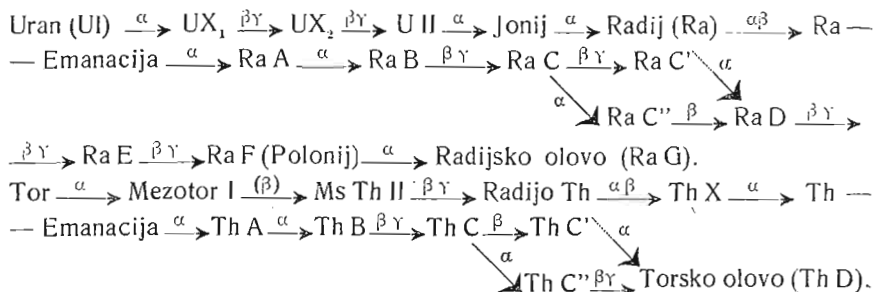 Uran (UI) —α→ UX₁ —βγ→ UX₂ —βγ→ U II —α→ Jonij —α→ Radij (Ra) —αβ→ Ra —
— Emanacija —α→ Ra A —α→ Ra B —βγ→ Ra C —βγ→ Ra C' α
α Ra C'' —β→ Ra D —βγ→
—βγ→ Ra E —βγ→ Ra F (Polonij) —α→ Radijsko olovo (Ra G).
Tor —α→ Mezotor I —(β)→ Ms Th II —βγ→ Radijo Th —αβ→ Th X —α→ Th —
— Emanacija —α→ Th A —α→ Th B —βγ→ Th C —β→ Th C' α
α Th C'' —βγ→ Torsko olovo (Th D).